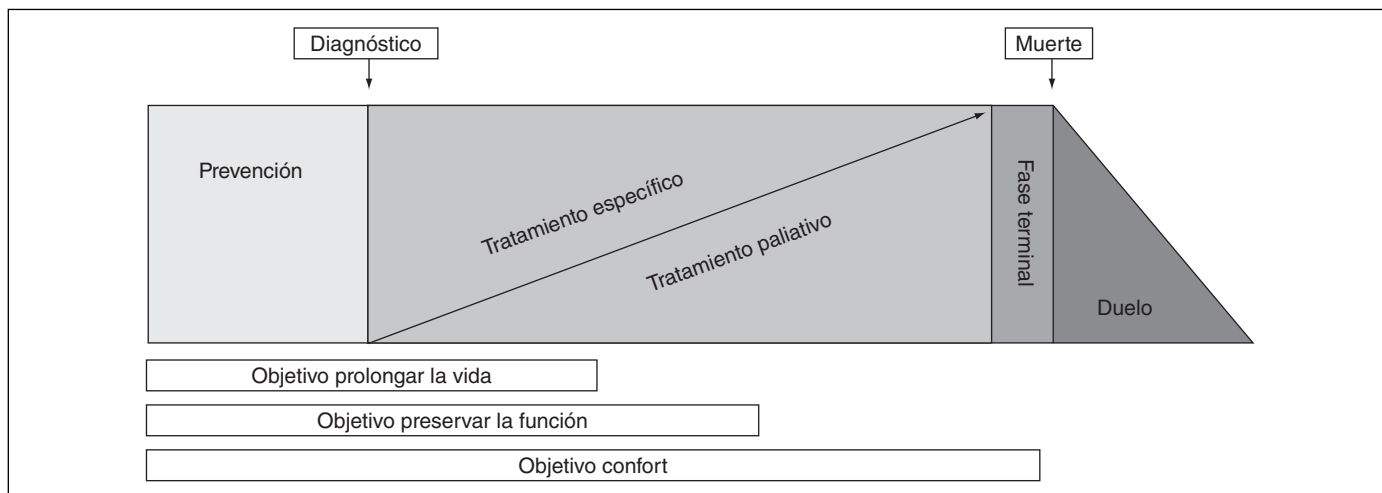 Diagnóstico
Muerte
Prevención
Tratamiento específico
Tratamiento paliativo
Fase terminal
Duelo
Objetivo prolongar la vida
Objetivo preservar la función
Objetivo confort